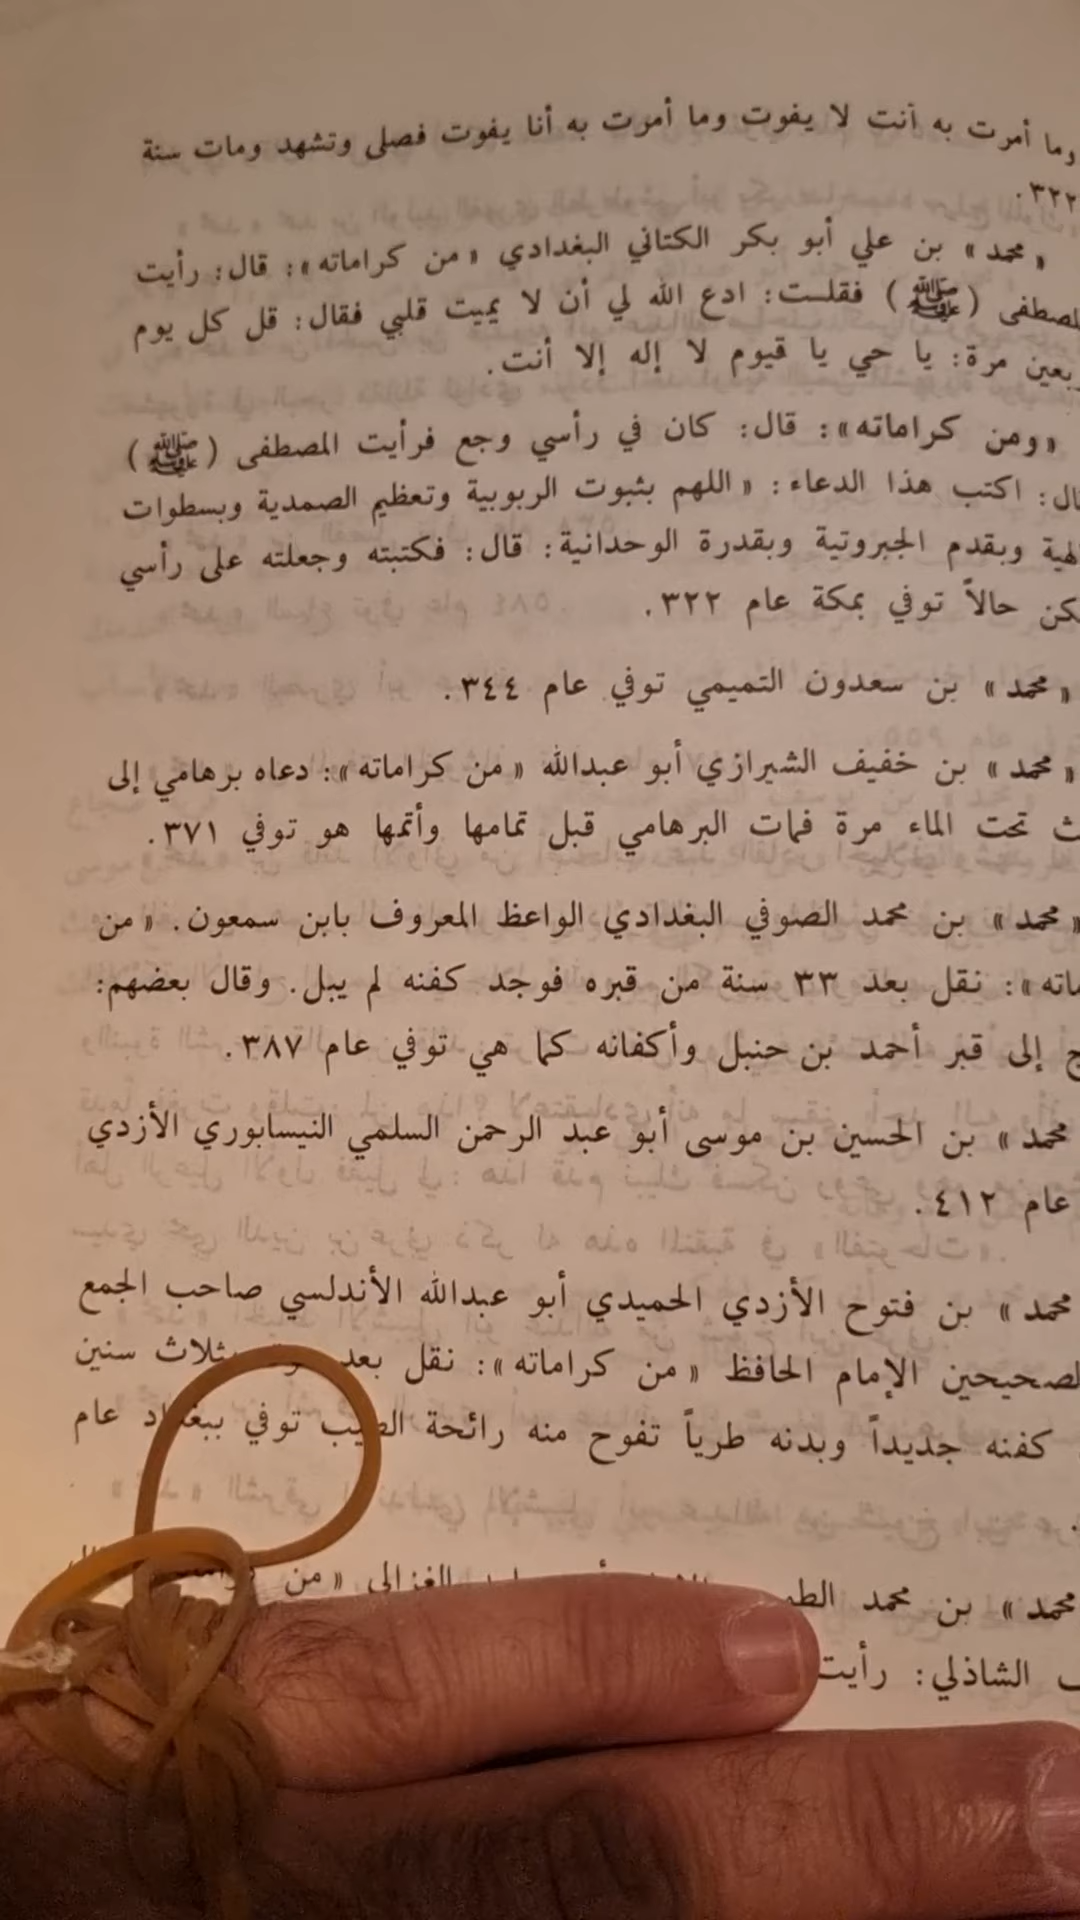 وما أمرت به أنت لا يفوت وما أمرت به أنا يفوت فصلى وتشهد ومات سنة
٣٢٢.
« محمد » بن علي أبو بكر الكتاني البغدادي « من كراماته »: قال: رأيت
لمصطفى (ﷺ) فقلت: ادع الله لي أن لا يميت قلبي فقال: قل كل يوم
بعين مرة: يا حي يا قيوم لا إله إلا أنت.
«ومن كراماته»: قال: كان في رأسي وجع فرأيت المصطفى (ﷺ)
ال: اكتب هذا الدعاء: « اللهم بثبوت الربوبية وتعظيم الصمدية وبسطوات
لهية وبقدم الجبروتية وبقدرة الوحدانية: قال: فكتبته وجعلته على رأسي
كن حالاً توفي بمكة عام ٣٢٢.
« محمد » بن سعدون التميمي توفي عام ٣٤٤.
« محمد » بن خفيف الشيرازي أبو عبدالله « من كراماته»: دعاه برهامي إلى
ث تحت الماء مرة فمات البرهامي قبل تمامها وأتمها هو توفي ٣٧١.
« محمد » بن محمد الصوفي البغدادي الواعظ المعروف بابن سمعون. « من
ماته »: نقل بعد ٣٣ سنة من قبره فوجد كفنه لم يبل. وقال بعضهم:
ج إلى قبر أحمد بن حنبل وأكفانه كما هي توفي عام ٣٨٧.
محمد » بن الحسين بن موسى أبو عبد الرحمن السلمي النيسابوري الأزدي
عام ٤١٢.
محمد » بن فتوح الأزدي الحميدي أبو عبدالله الأندلسي صاحب الجمع
لصحيحين الإمام الحافظ « من كراماته »: نقل بعد بثلاث سنين
كفنه جديداً وبدنه طرياً تفوح منه رائحة الطيب توفي ببغداد عام
محمد » بن محمد الغزالي « من
الشاذلي: رأيت